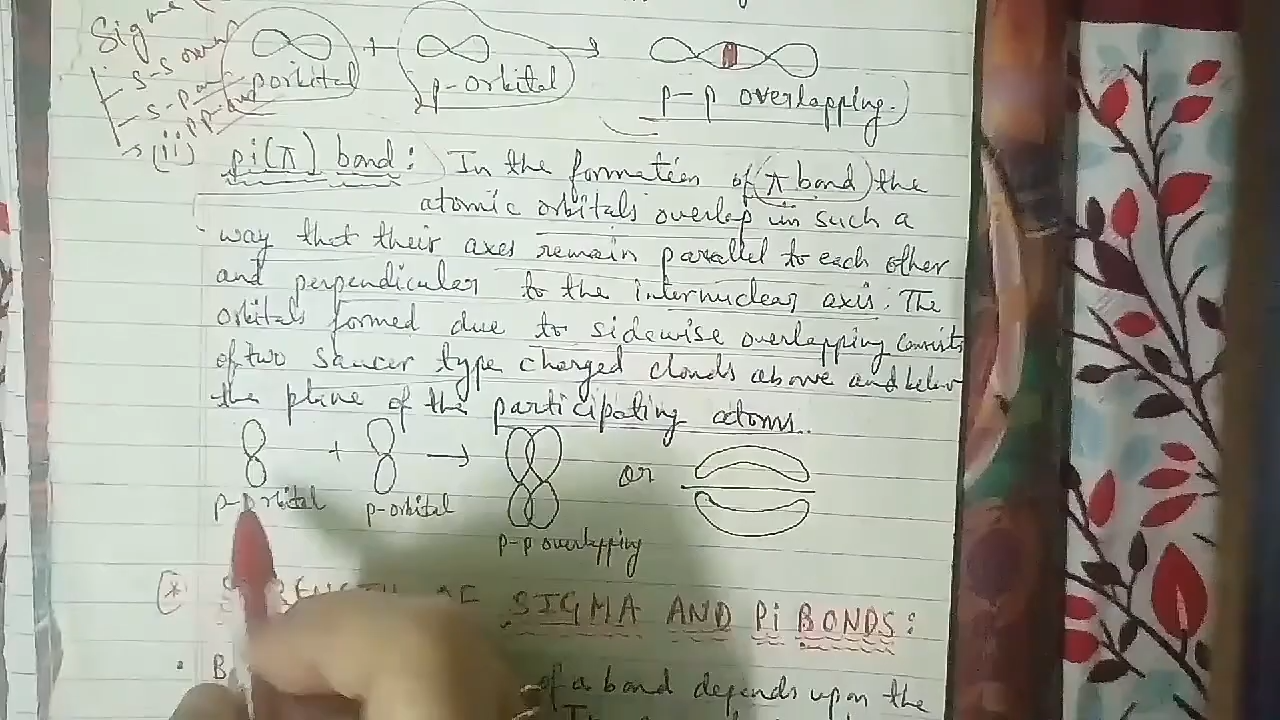 Sigma
s-s over
s-p
p-p
p-orbital + p-orbital → p-p overlapping.
(ii) pi(π) bond: In the formation of (π bond) the
atomic orbitals overlap in such a
way that their axes remain parallel to each other
and perpendicular to the internuclear axis. The
orbitals formed due to sidewise overlapping consists
of two saucer type charged clouds above and below
the plane of the participating atoms.
+ → or
p-orbital p-orbital
p-p overlapping
(*) OF SIGMA AND Pi BONDS:
• of a bond depends upon the